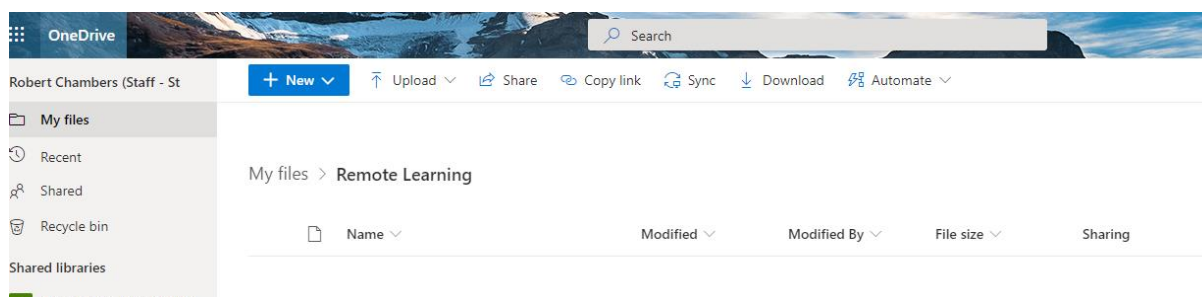 OneDrive
Search
Robert Chambers (Staff - St
New Upload Share Copy link Sync Download Automate
My files
Recent
Shared
Recycle bin
Shared libraries
My files > Remote Learning
Name Modified Modified By File size Sharing